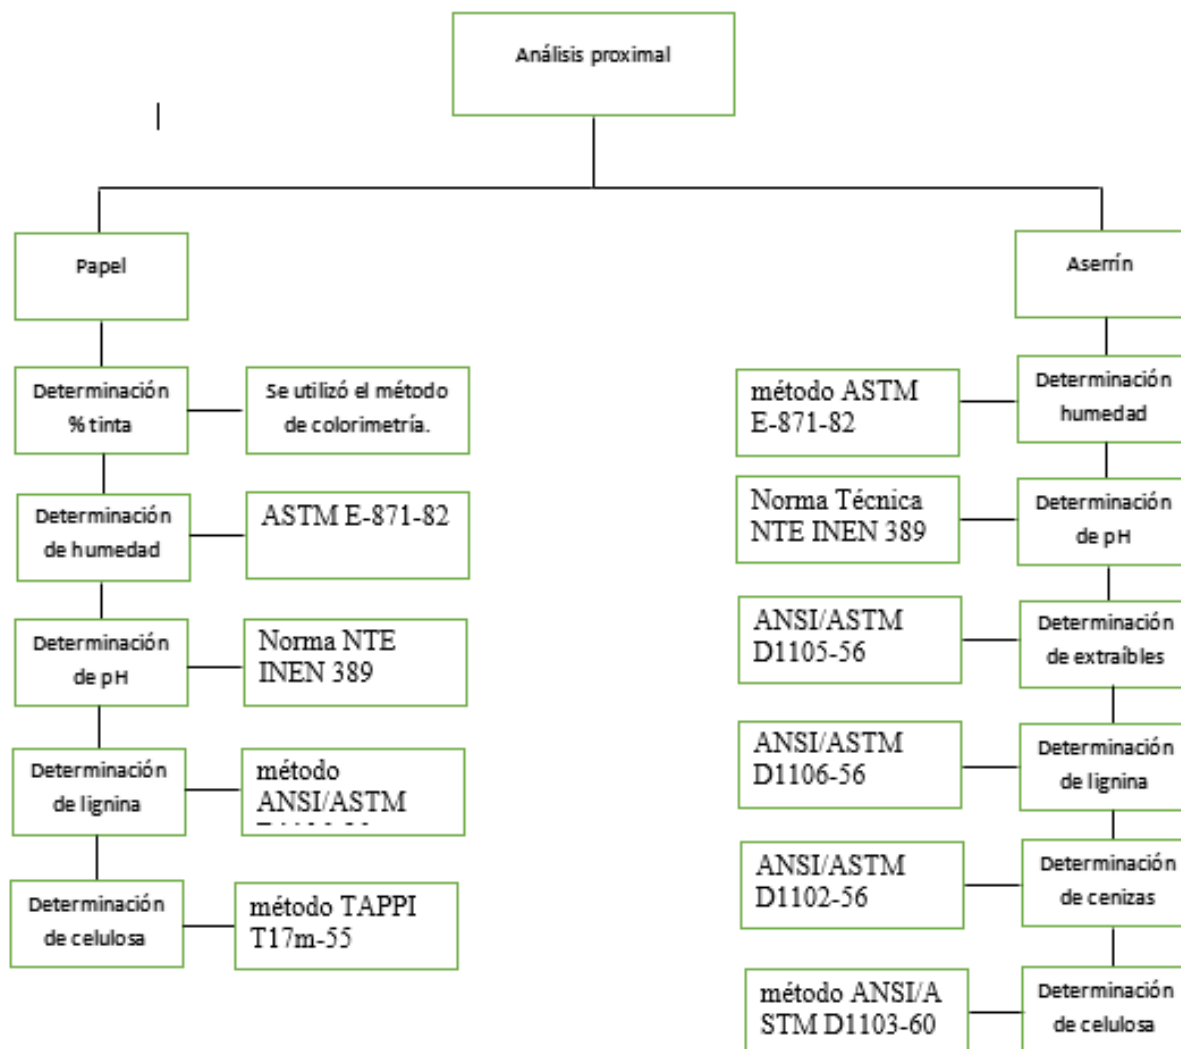 Análisis proximal
Papel
Determinación
% tinta
Se utilizó el método
de colorimetría.
Determinación
de humedad
ASTM E-871-82
Determinación
de pH
Norma NTE
INEN 389
Determinación
de lignina
método
ANSI/ASTM
Determinación
de celulosa
método TAPPI
T17m-55
Aserrín
Determinación
humedad
método ASTM
E-871-82
Determinación
de pH
Norma Técnica
NTE INEN 389
Determinación
de extraíbles
ANSI/ASTM
D1105-56
Determinación
de lignina
ANSI/ASTM
D1106-56
Determinación
de cenizas
ANSI/ASTM
D1102-56
Determinación
de celulosa
método ANSI/A
STM D1103-60